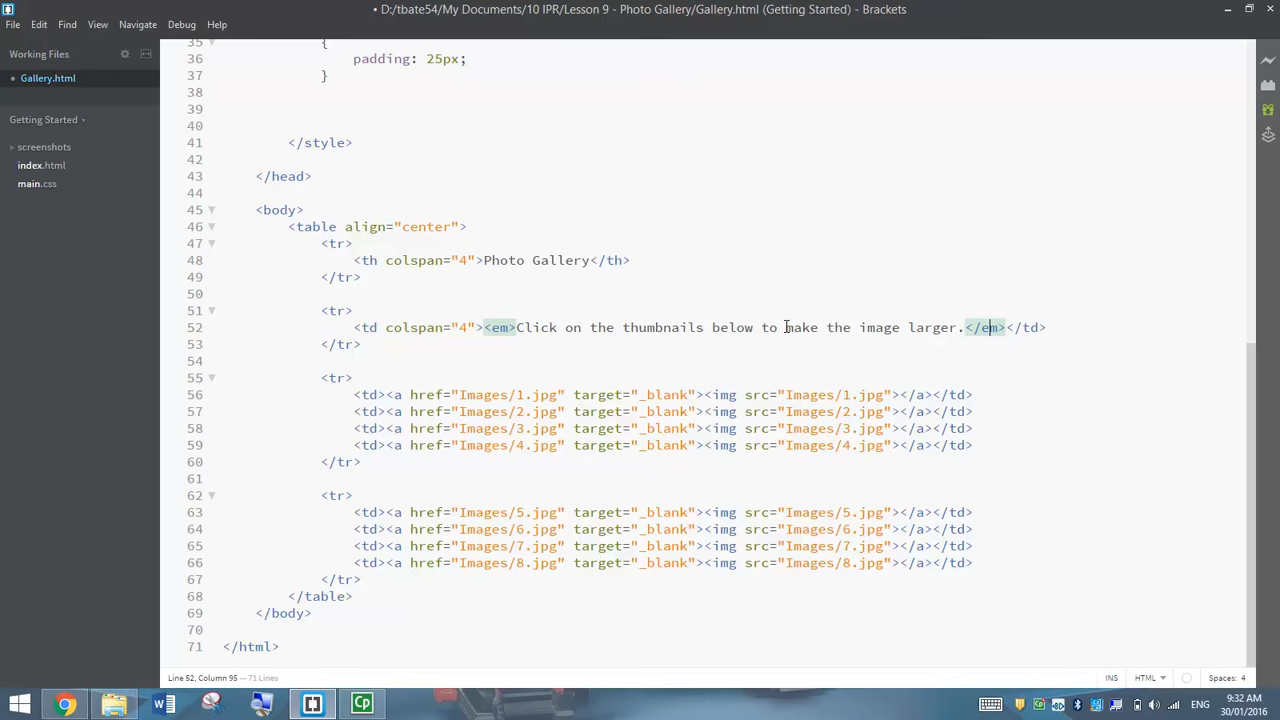 • D:/tbate54/My Documents/10 IPR/Lesson 9 - Photo Gallery/Gallery.html (Getting Started) - Brackets
File Edit Find View Navigate Debug Help
Working Files
Gallery.html
Getting Started
screenshots
index.html
main.css
35 {
36 padding: 25px;
37 }
38
39
40
41 </style>
42
43 </head>
44
45 <body>
46 <table align="center">
47 <tr>
48 <th colspan="4">Photo Gallery</th>
49 </tr>
50
51 <tr>
52 <td colspan="4"><em>Click on the thumbnails below to make the image larger.</em></td>
53 </tr>
54
55 <tr>
56 <td><a href="Images/1.jpg" target="_blank"><img src="Images/1.jpg"></a></td>
57 <td><a href="Images/2.jpg" target="_blank"><img src="Images/2.jpg"></a></td>
58 <td><a href="Images/3.jpg" target="_blank"><img src="Images/3.jpg"></a></td>
59 <td><a href="Images/4.jpg" target="_blank"><img src="Images/4.jpg"></a></td>
60 </tr>
61
62 <tr>
63 <td><a href="Images/5.jpg" target="_blank"><img src="Images/5.jpg"></a></td>
64 <td><a href="Images/6.jpg" target="_blank"><img src="Images/6.jpg"></a></td>
65 <td><a href="Images/7.jpg" target="_blank"><img src="Images/7.jpg"></a></td>
66 <td><a href="Images/8.jpg" target="_blank"><img src="Images/8.jpg"></a></td>
67 </tr>
68 </table>
69 </body>
70
71 </html>
Line 52, Column 95 — 71 Lines
INS HTML Spaces: 4
ENG
9:32 AM
30/01/2016